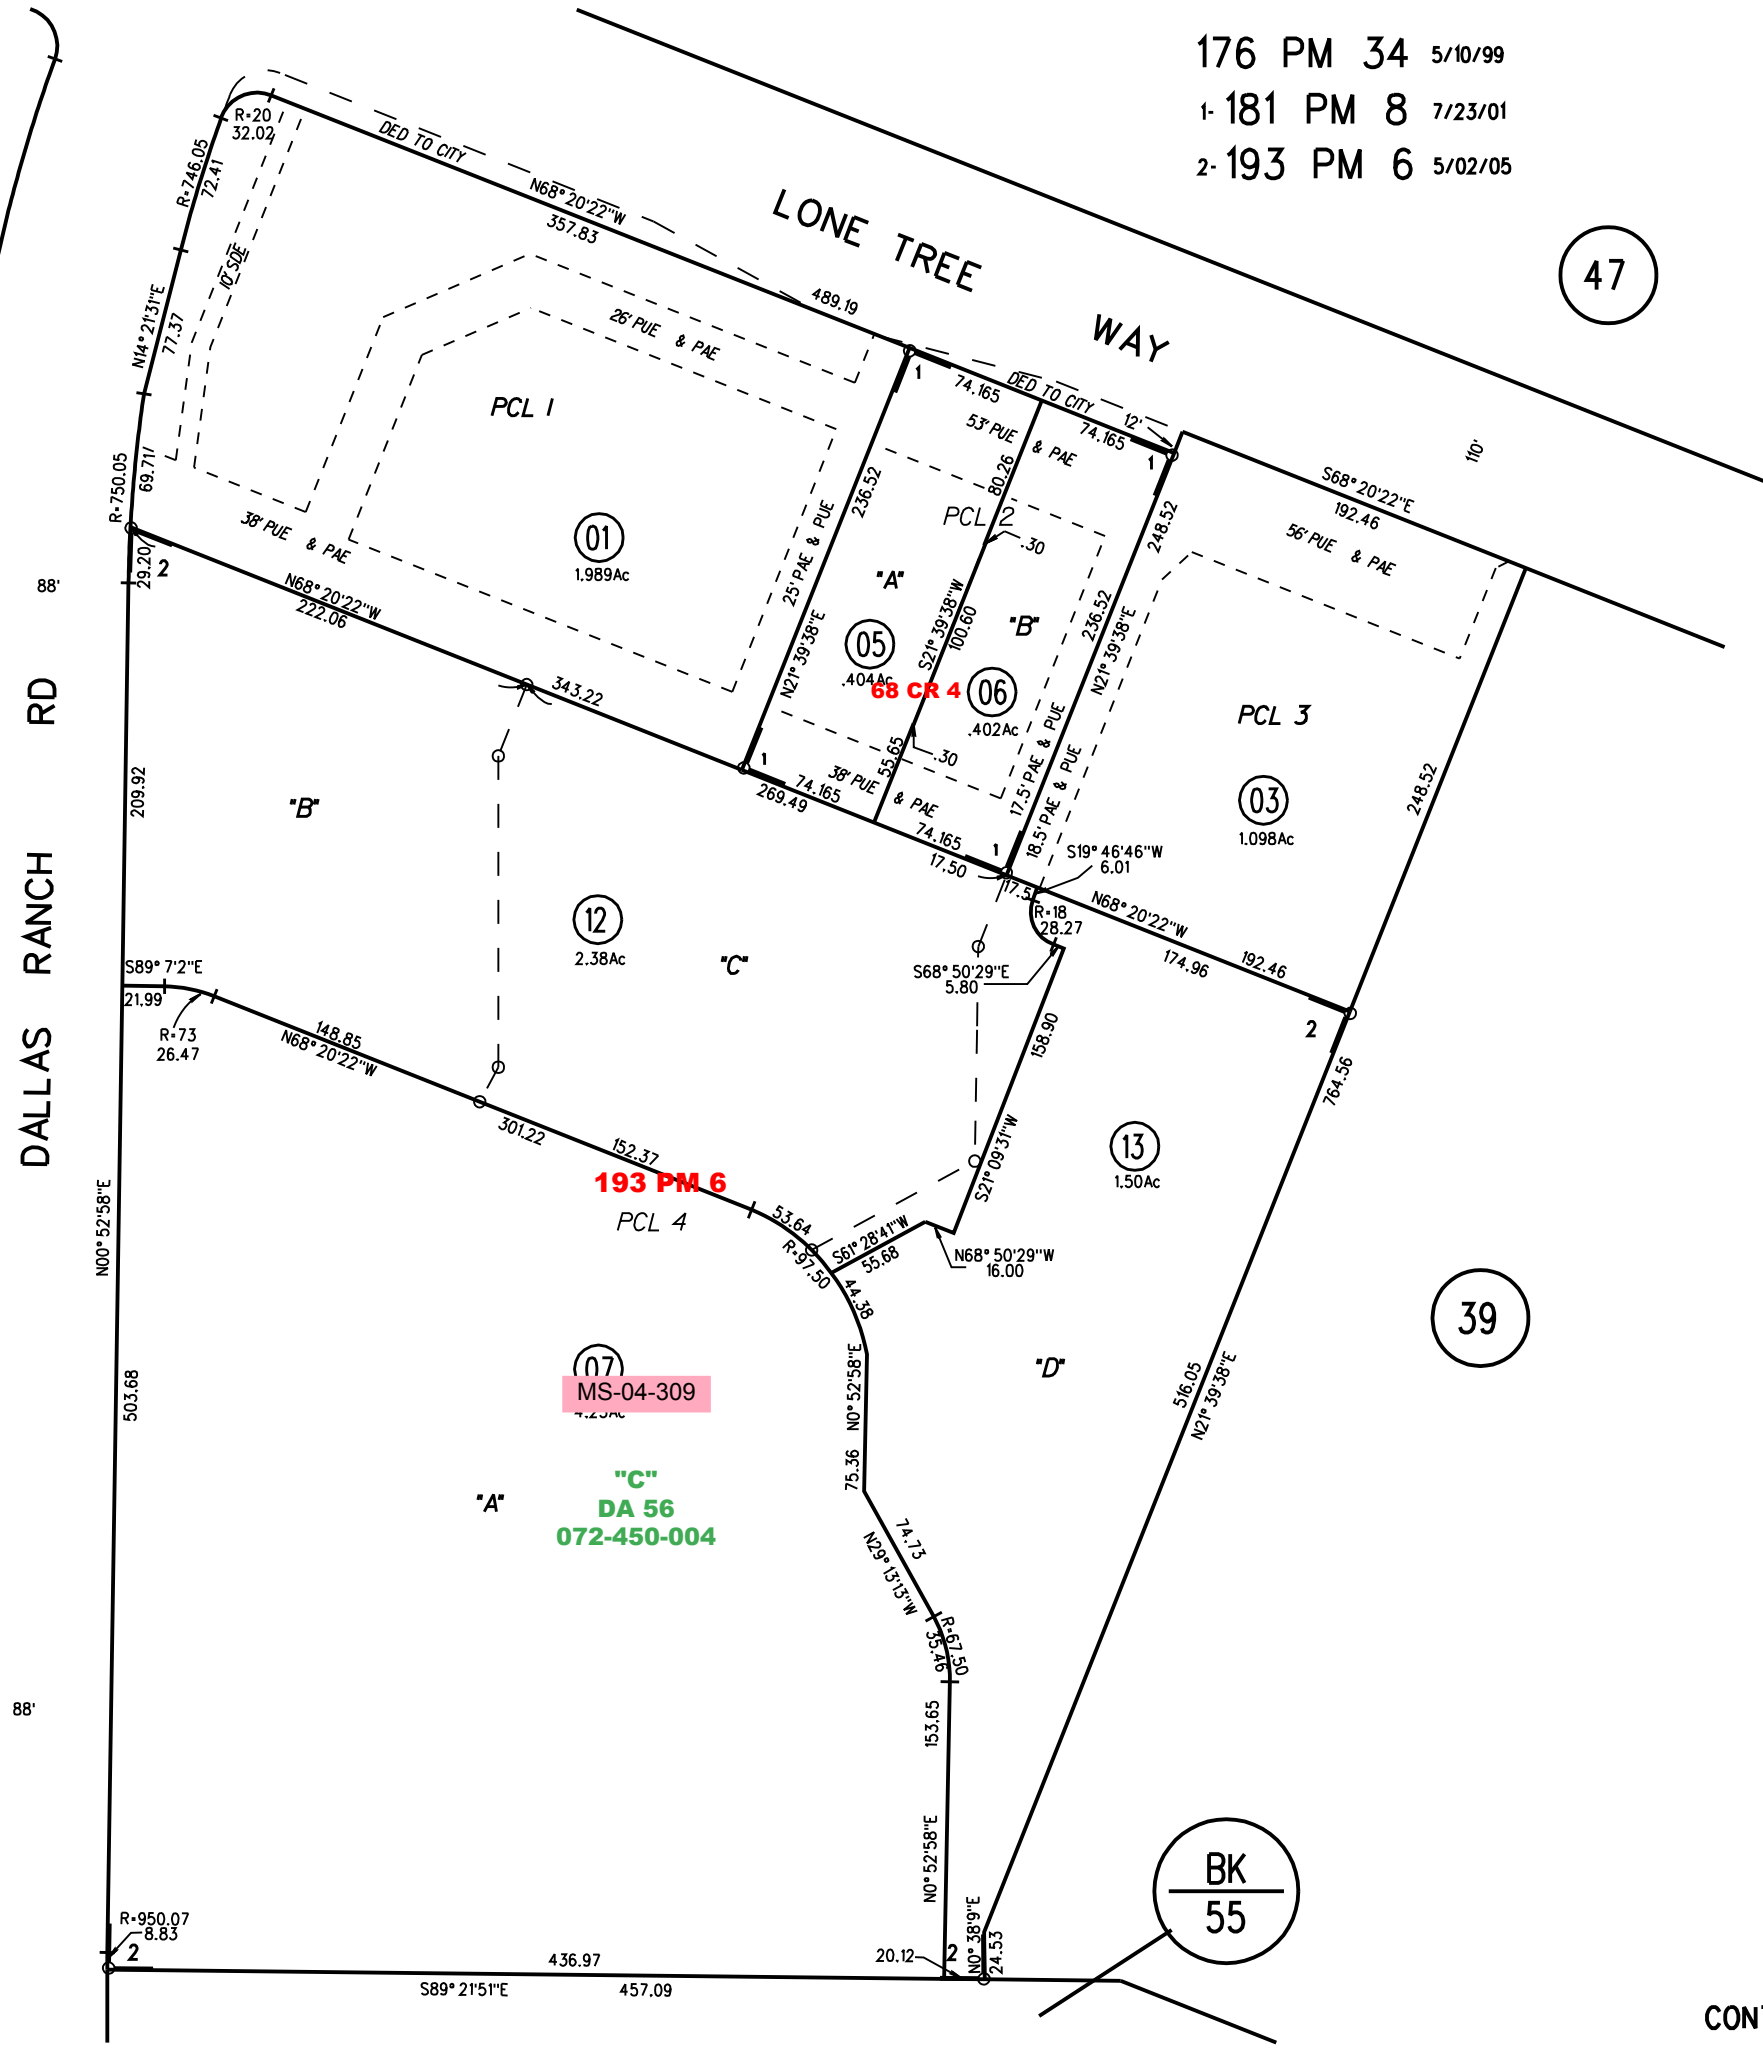 176 PM 34 5/10/99
1- 181 PM 8 7/23/01
2- 193 PM 6 5/02/05
47
LONE TREE WAY
110'
R=20
32.02
DED TO CITY
N68°20'22"W
357.83
489.19
R=746.05
72.41
10' SDE
N14°21'31"E
77.37
26' PUE & PAE
PCL 1
R=750.05
69.71
38' PUE & PAE
01
1.989Ac
1
74.165
DED TO CITY
12'
74.165
1
53' PUE & PAE
236.52
80.26
PCL 2
.30
25' PAE & PUE
"A"
248.52
S68°20'22"E
192.46
56' PUE & PAE
88'
29.20
2
N68°20'22"W
222.06
343.22
N21°39'38"E
05
.404Ac
S21°39'38"W
100.60
"B"
236.52
N21°39'38"E
68 CR 4
06
.402Ac
PCL 3
03
1.098Ac
248.52
55.65
.30
17.5' PAE & PUE
18.5' PAE & PUE
1
74.165
269.49
38' PUE & PAE
74.165
17.50
1
17.5
S19°46'46"W
6.01
R=18
28.27
N68°20'22"W
192.46
174.96
DALLAS RANCH RD
209.92
"B"
12
2.38Ac
"C"
S68°50'29"E
5.80
2
S89°7'2"E
21.99
R=73
26.47
148.85
N68°20'22"W
158.90
764.56
301.22
152.37
S21°09'31"W
13
1.50Ac
193 PM 6
PCL 4
53.64
R=97.50
S61°28'41"W
55.68
N68°50'29"W
16.00
44.38
N00°52'58"E
39
07
MS-04-309
503.68
N0°52'58"E
75.36
"D"
516.05
N21°39'38"E
"A"
"C"
DA 56
072-450-004
74.73
N29°13'13"W
R=67.50
35.46
88'
153.65
N0°52'58"E
BK
55
R=950.07
8.83
2
436.97
20.12
2
N0°38'9"E
24.53
S89°21'51"E
457.09